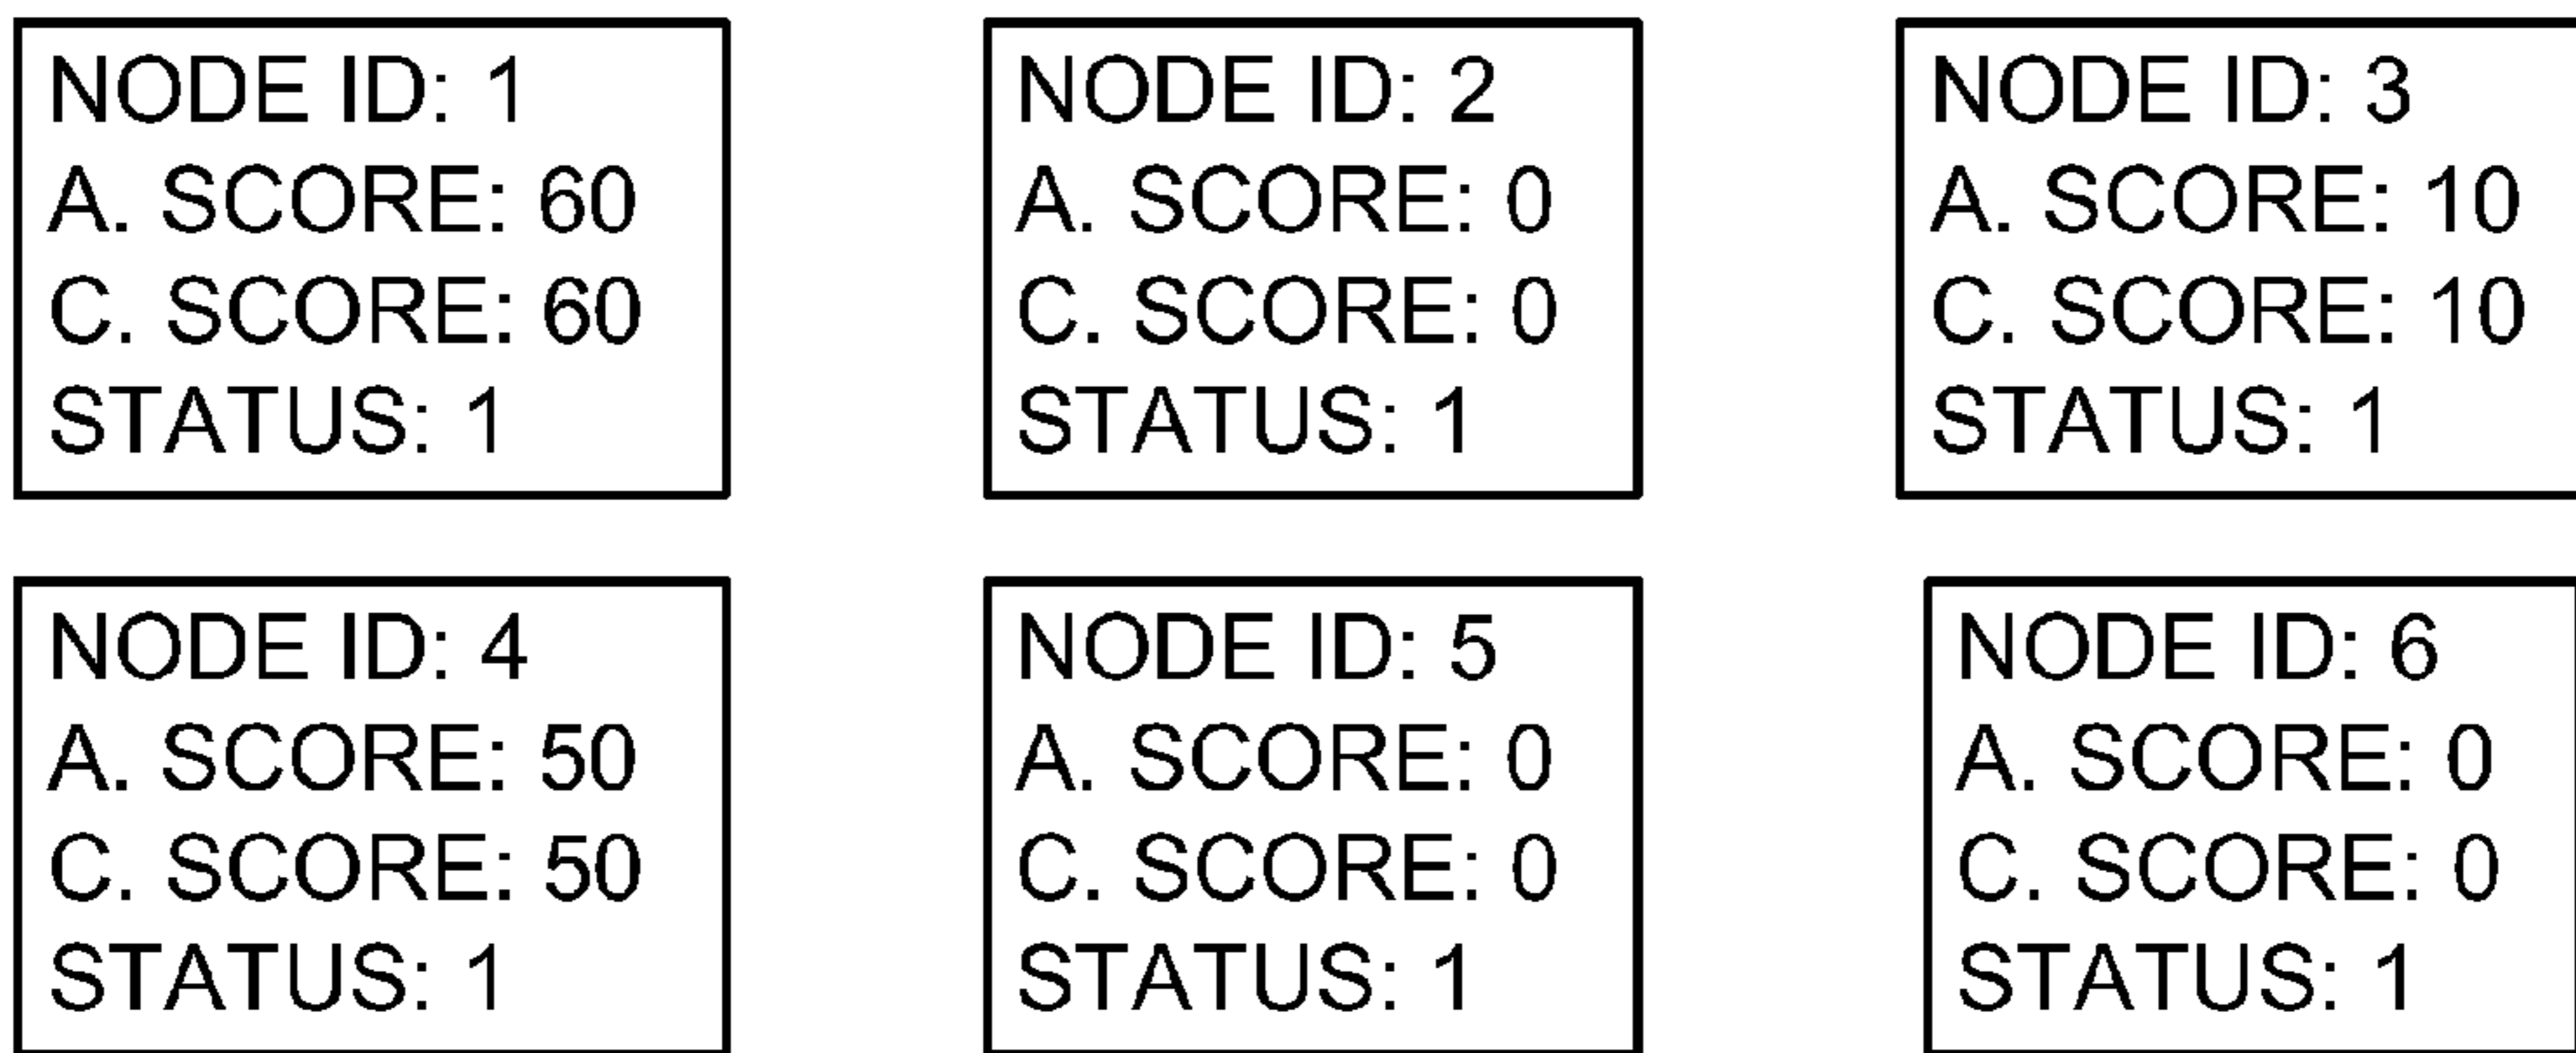 NODE ID: 1
A. SCORE: 60
C. SCORE: 60
STATUS: 1
NODE ID: 2
A. SCORE: 0
C. SCORE: 0
STATUS: 1
NODE ID: 3
A. SCORE: 10
C. SCORE: 10
STATUS: 1
NODE ID: 4
A. SCORE: 50
C. SCORE: 50
STATUS: 1
NODE ID: 5
A. SCORE: 0
C. SCORE: 0
STATUS: 1
NODE ID: 6
A. SCORE: 0
C. SCORE: 0
STATUS: 1